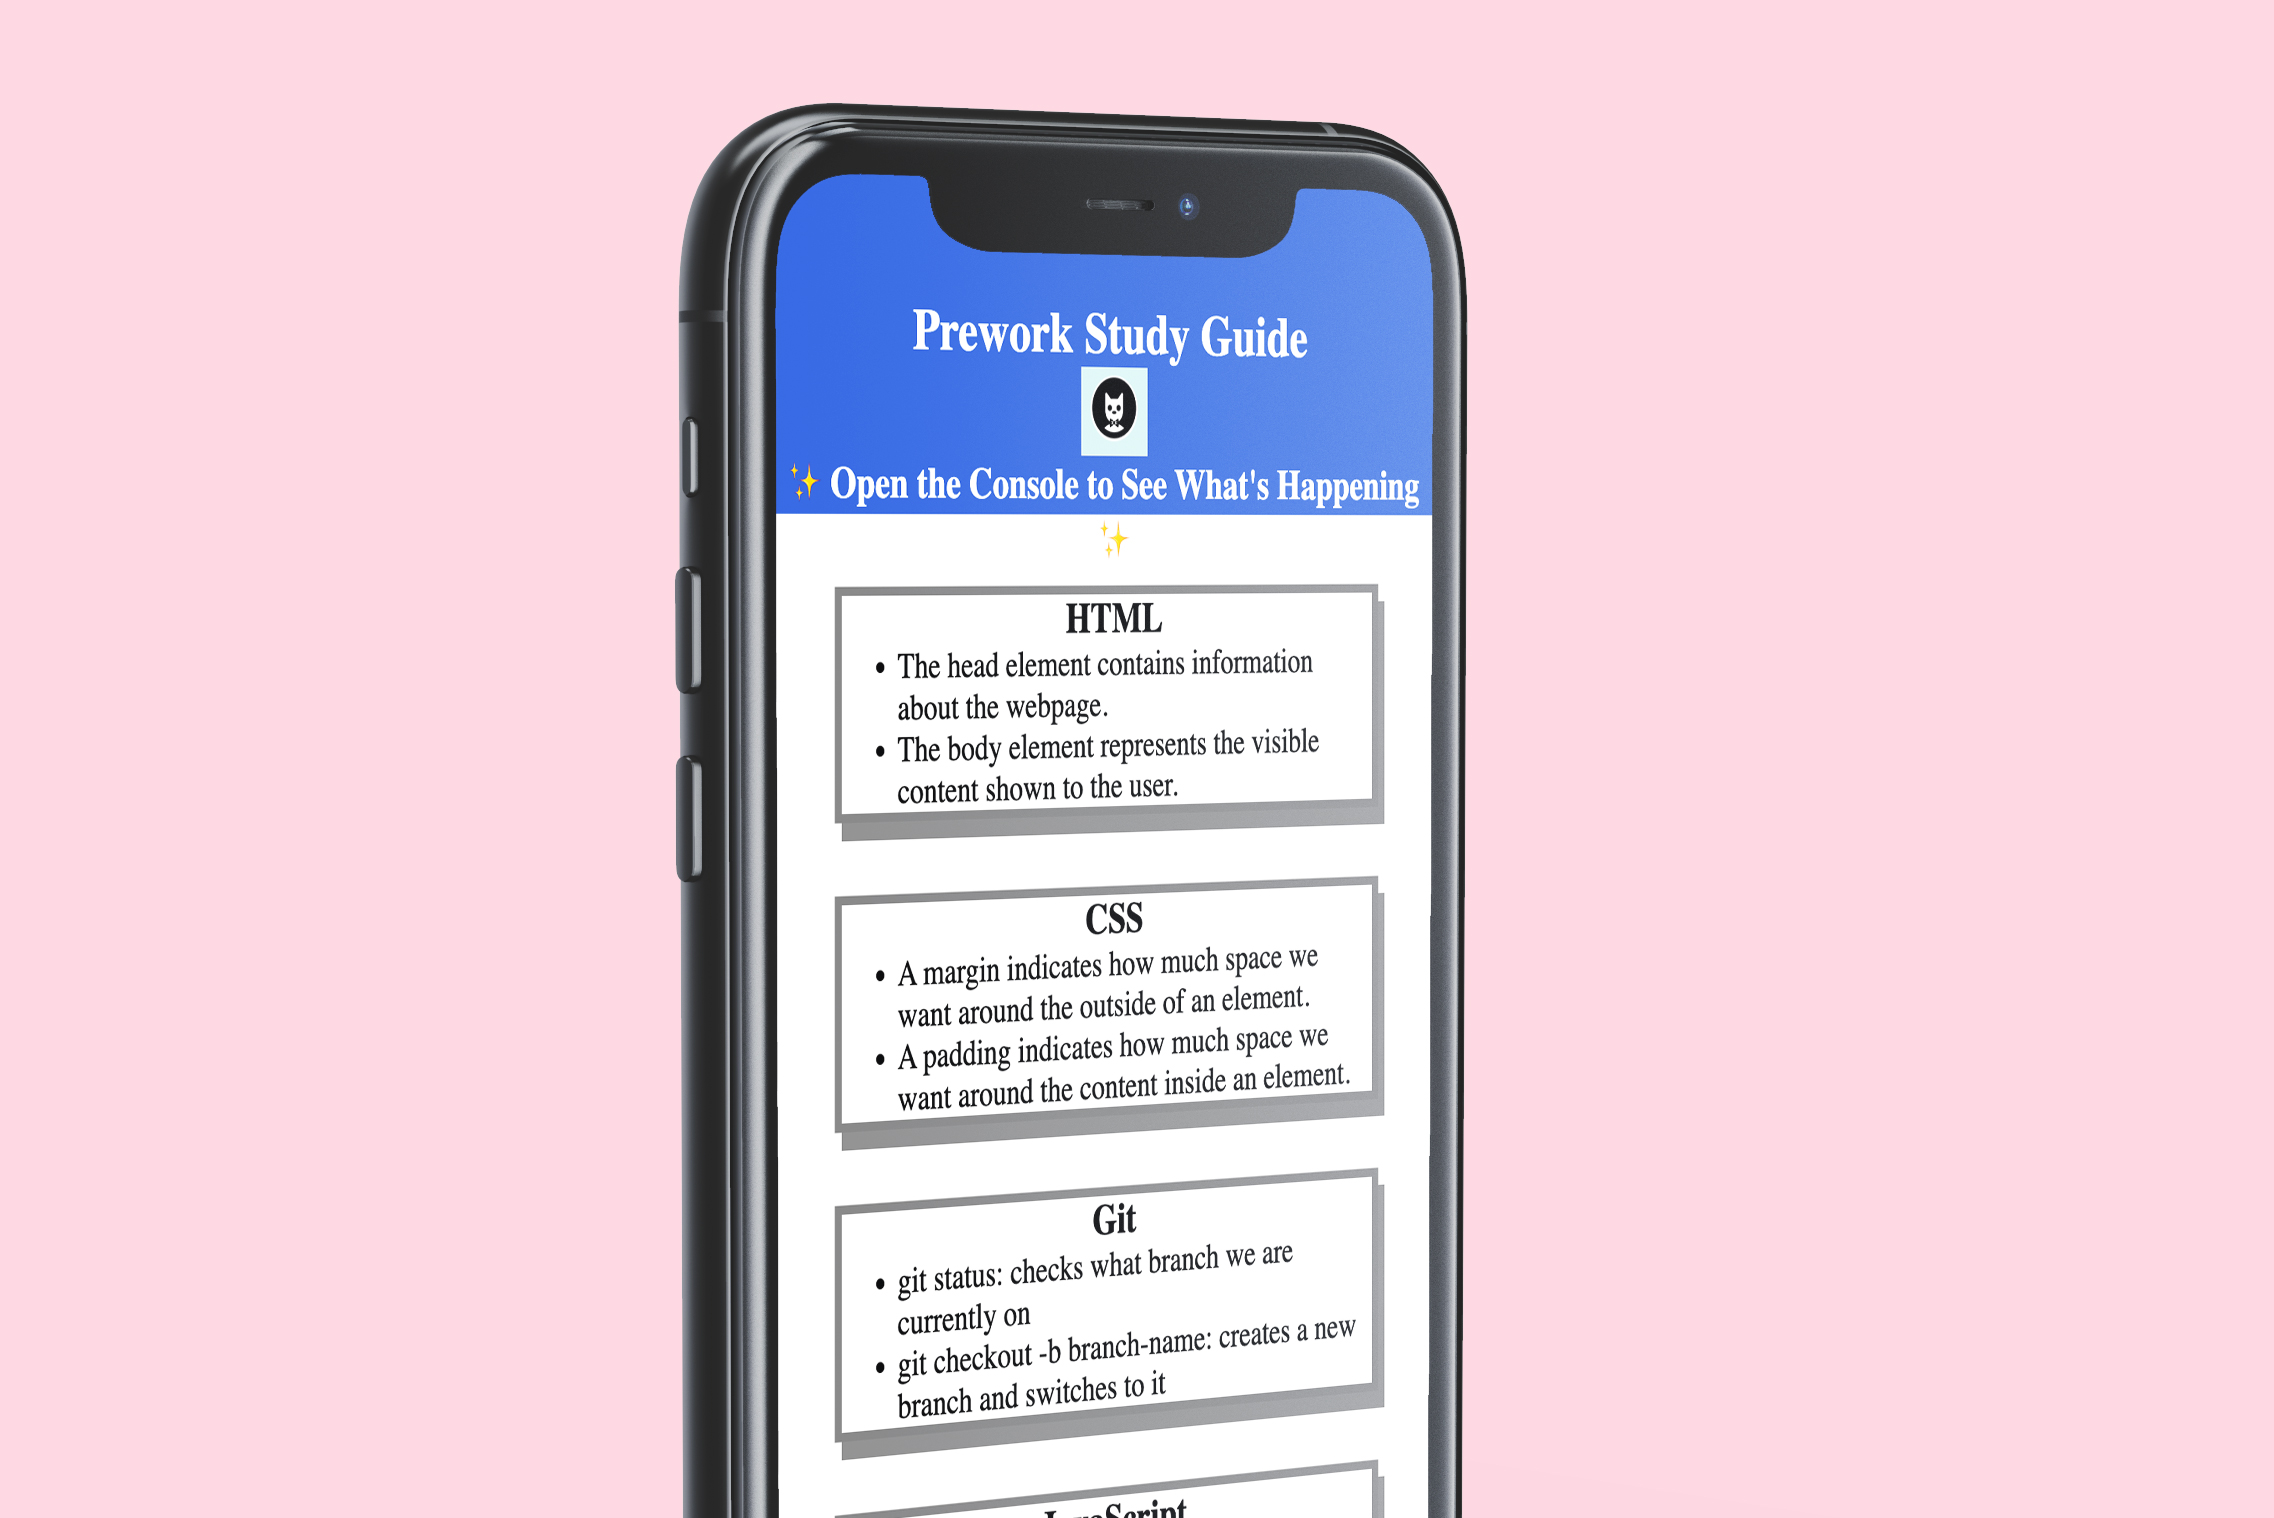 Prework Study Guide
✨ Open the Console to See What's Happening
✨
HTML
• The head element contains information
about the webpage.
• The body element represents the visible
content shown to the user.
CSS
• A margin indicates how much space we
want around the outside of an element.
• A padding indicates how much space we
want around the content inside an element.
Git
• git status: checks what branch we are
currently on
• git checkout -b branch-name: creates a new
branch and switches to it
JavaScript